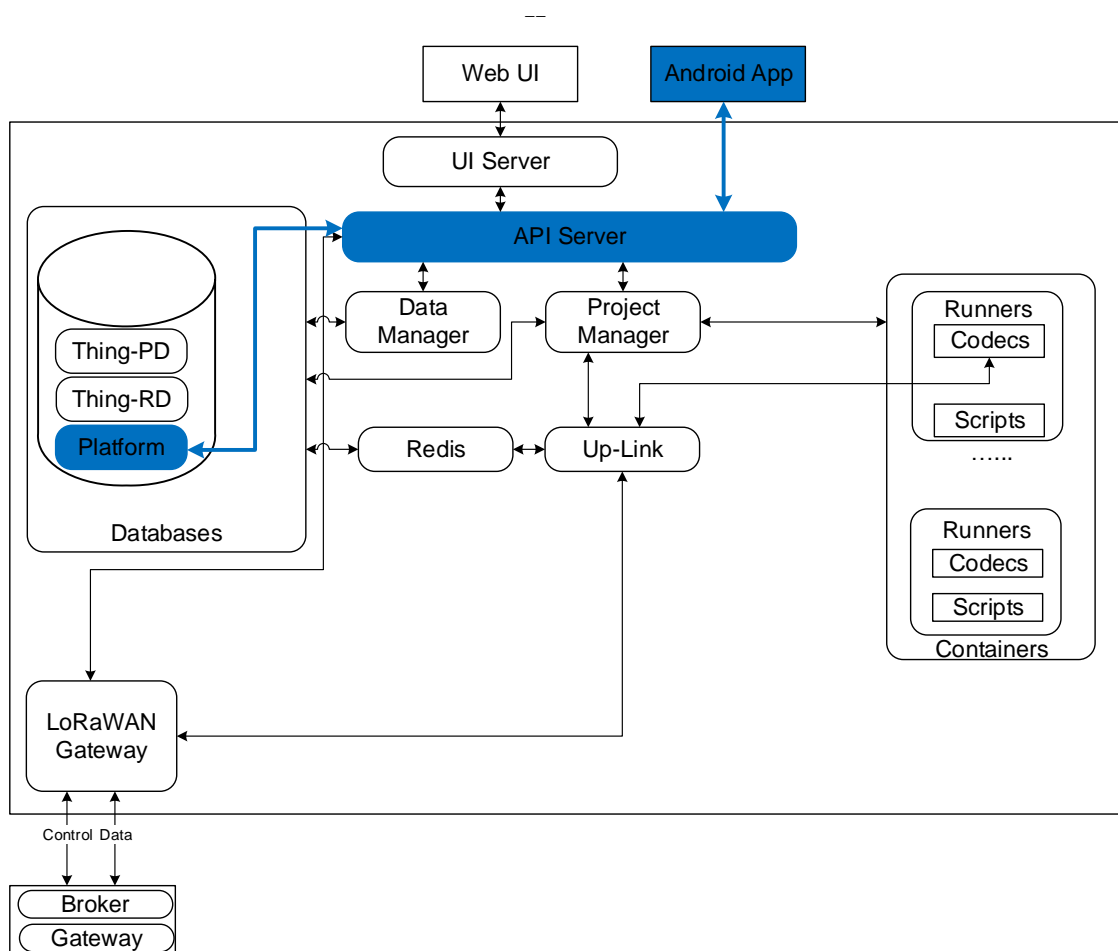 __
Web UI
Android App
UI Server
API Server
Data
Manager
Project
Manager
Runners
Codecs
Scripts
…...
Thing-PD
Thing-RD
Platform
Databases
Redis
Up-Link
Runners
Codecs
Scripts
Containers
LoRaWAN
Gateway
Control Data
Broker
Gateway